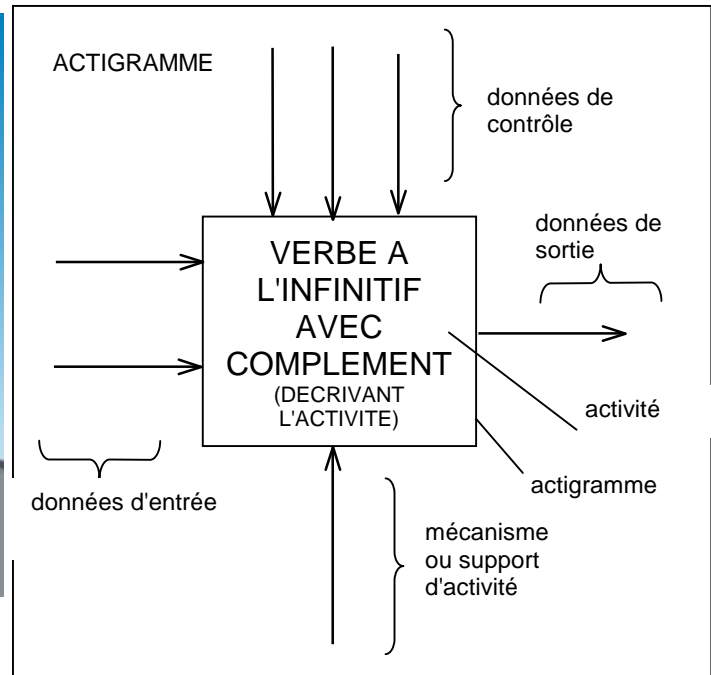 ACTIGRAMME
données de
contrôle
données de
sortie
VERBE A
L'INFINITIF
AVEC
COMPLEMENT
(DECRIVANT
L'ACTIVITE)
activité
actigramme
données d'entrée
mécanisme
ou support
d'activité